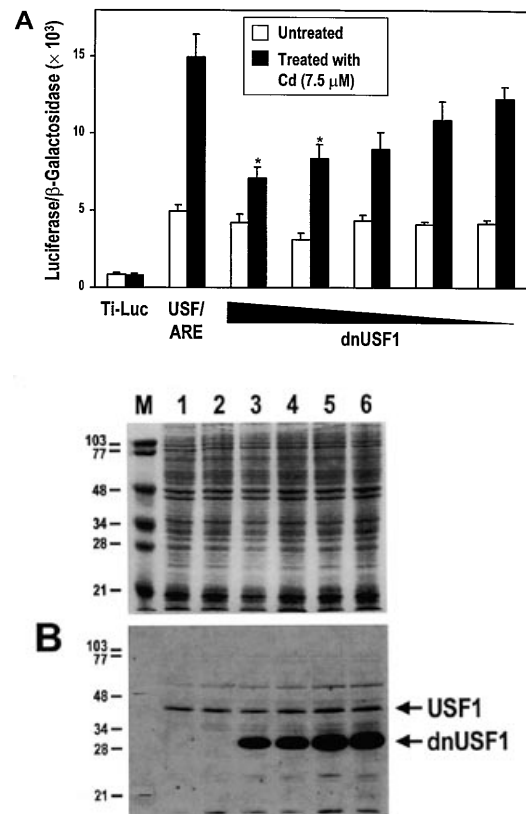 A
Luciferase/β-Galactosidase (× 10³)
15
10
5
0
Untreated
Treated with
Cd (7.5 μM)
*
*
Ti-Luc
USF/
ARE
dnUSF1
M 1 2 3 4 5 6
103
77
48
34
28
21
B
103
77
48
34
28
21
USF1
dnUSF1